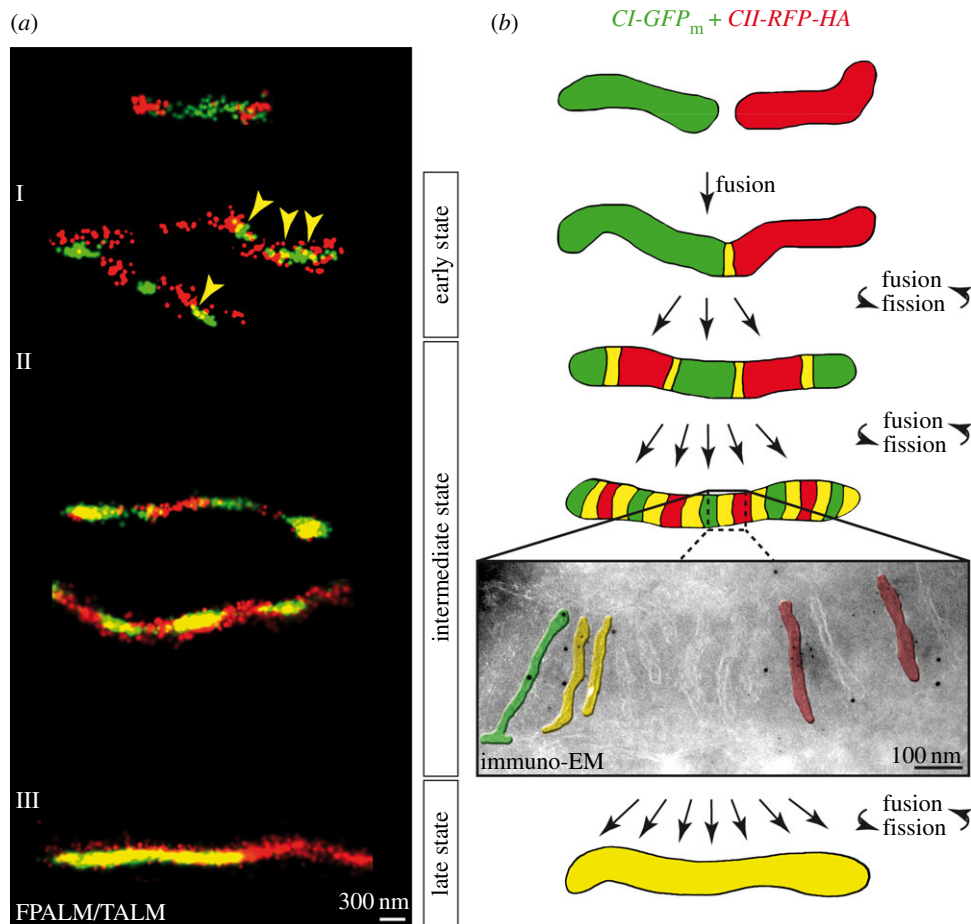 (a)
I
II
III
FPALM/TALM
300 nm
early state
intermediate state
late state
(b)
CI-GFPm + CII-RFP-HA
fusion
fusion
fission
fusion
fission
immuno-EM
100 nm
fusion
fission